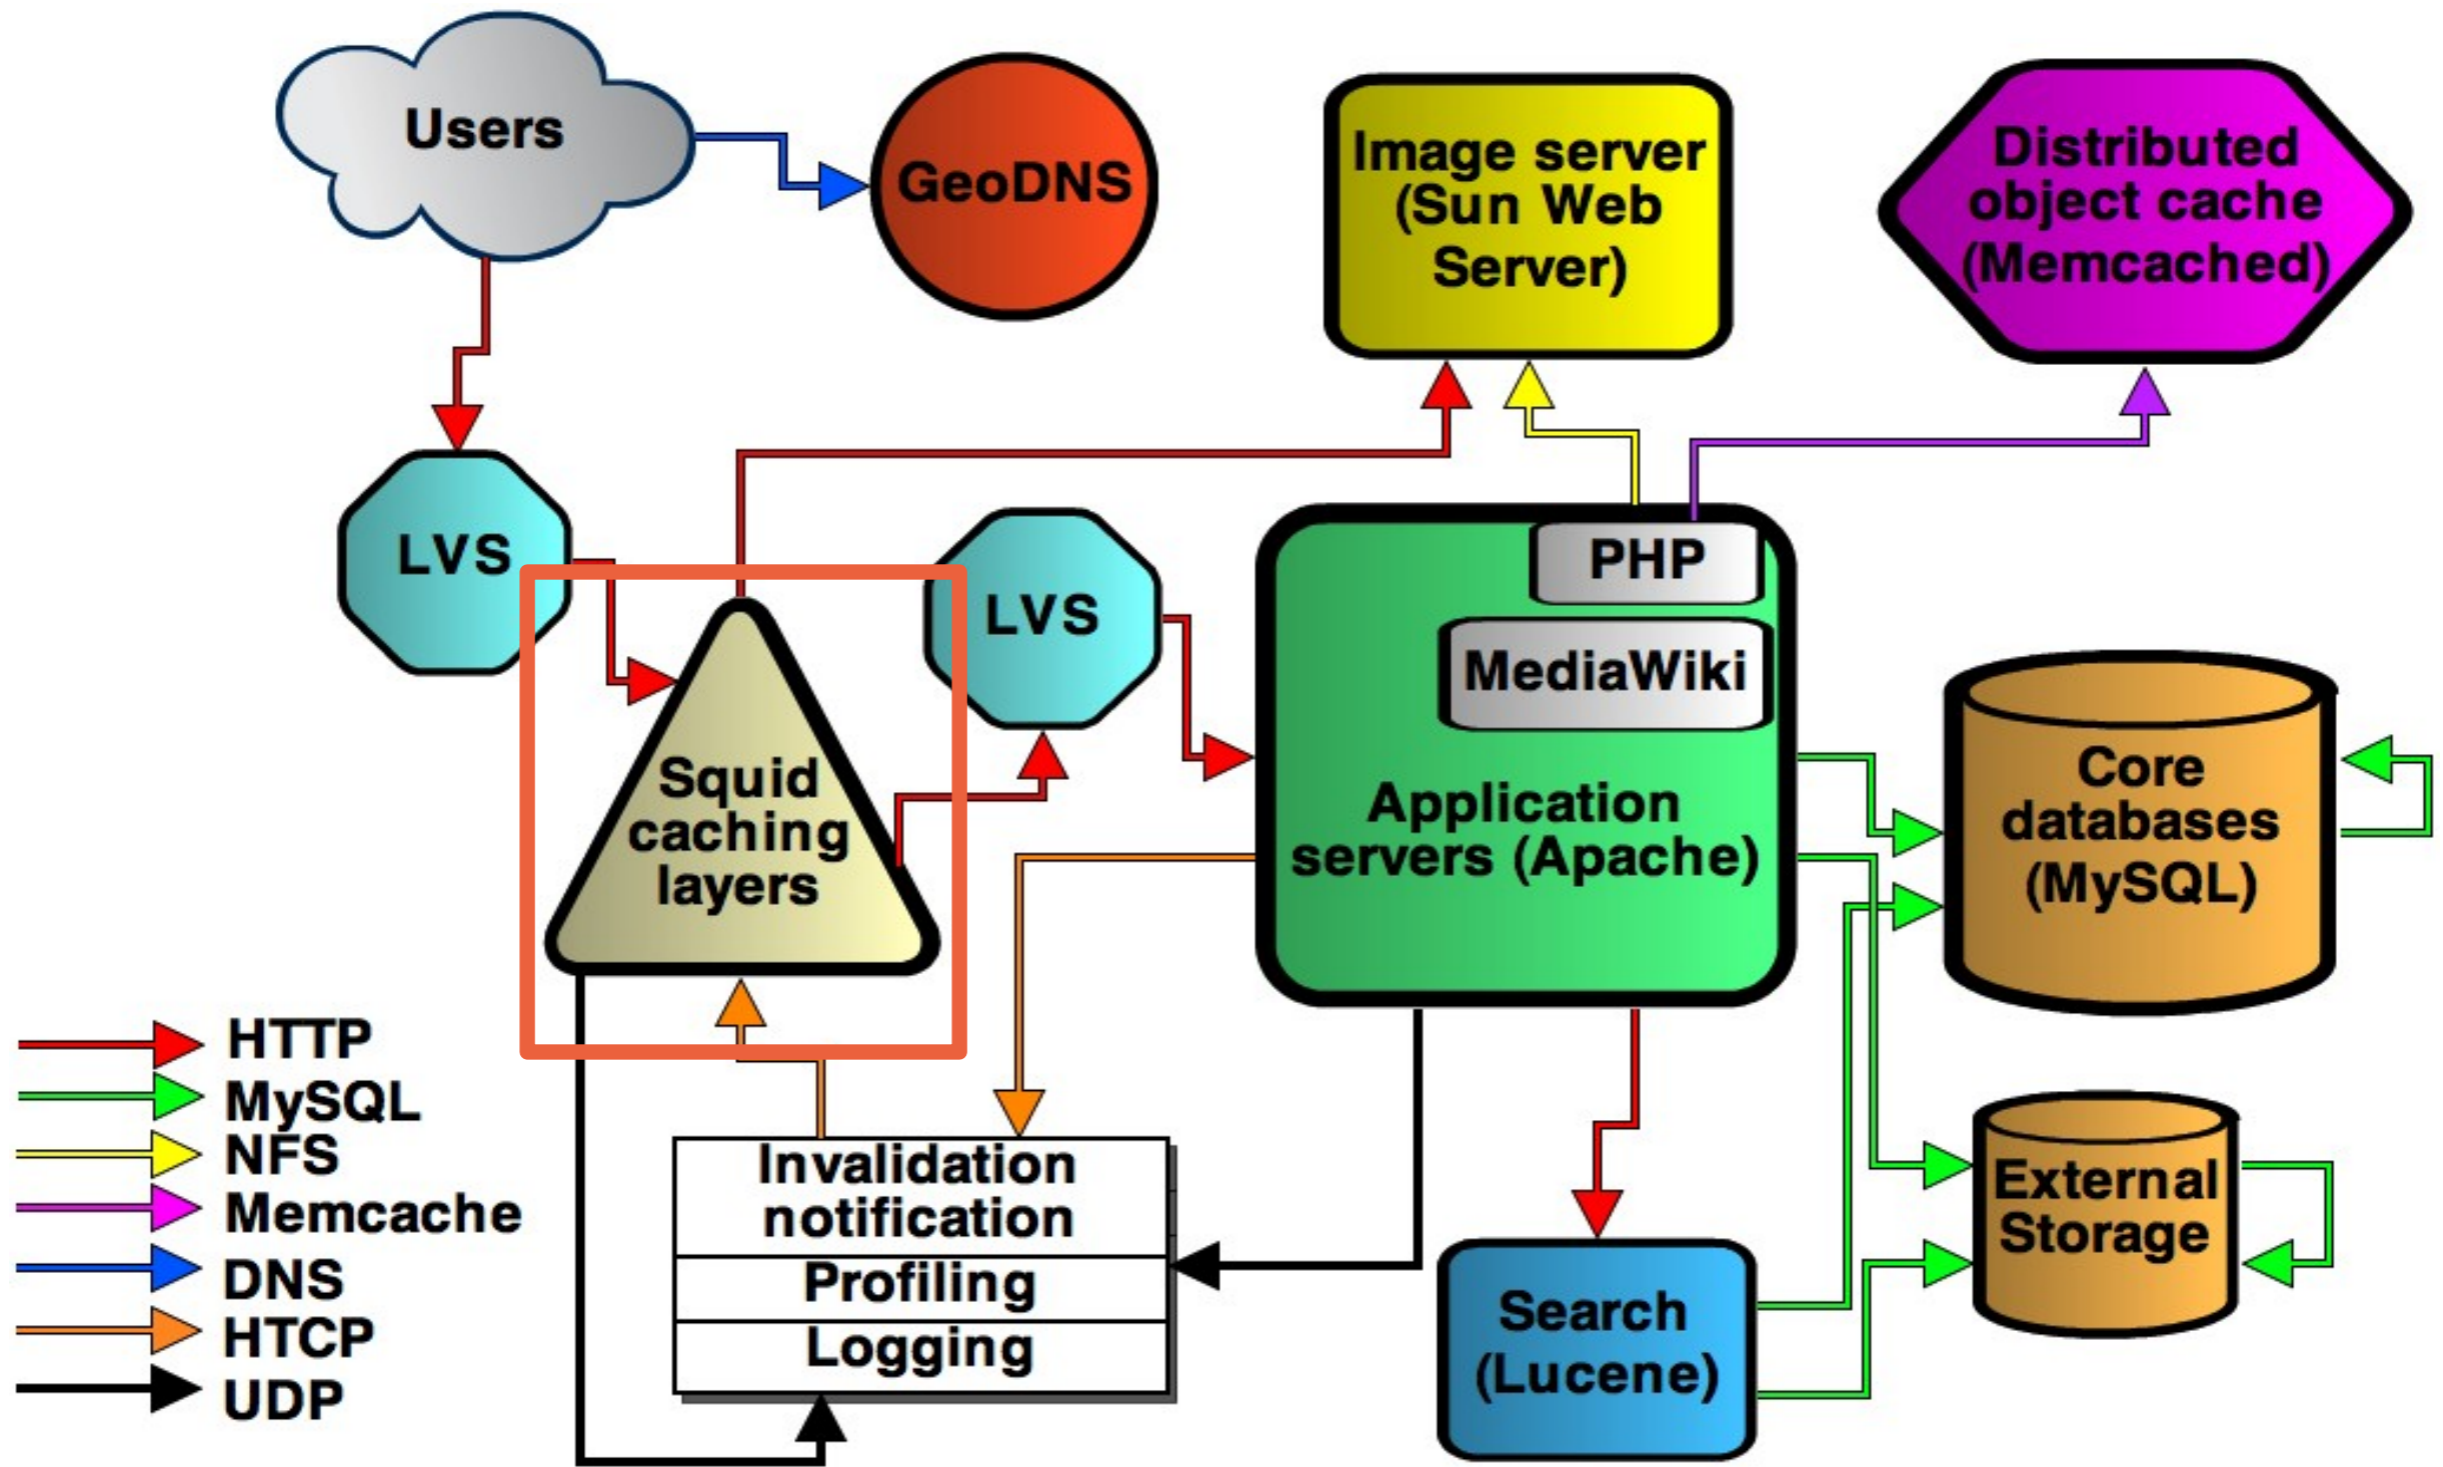 Users
GeoDNS
Image server
(Sun Web
Server)
Distributed
object cache
(Memcached)
LVS
LVS
PHP
MediaWiki
Squid
caching
layers
Application
servers (Apache)
Core
databases
(MySQL)
HTTP
MySQL
NFS
Memcache
DNS
HTCP
UDP
Invalidation
notification
Profiling
Logging
Search
(Lucene)
External
Storage